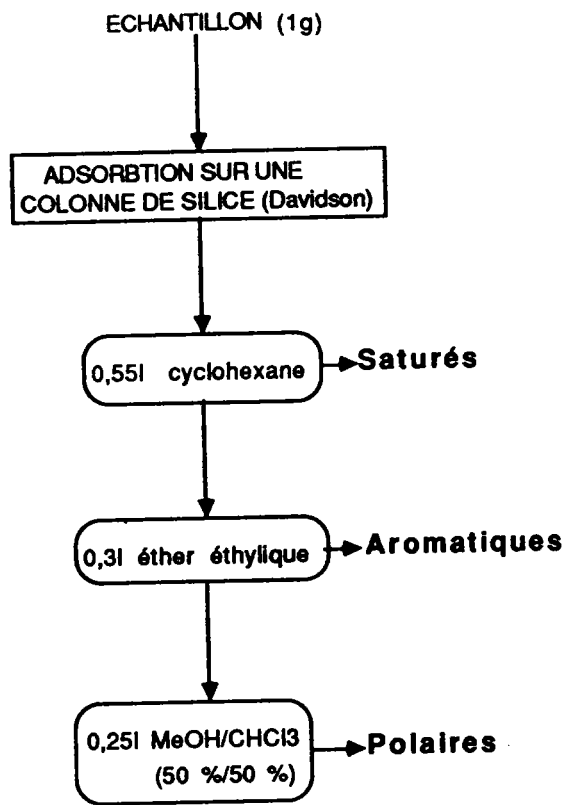 ECHANTILLON (1g)
ADSORBTION SUR UNE
COLONNE DE SILICE (Davidson)
0,55l cyclohexane
Saturés
0,3l éther éthylique
Aromatiques
0,25l MeOH/CHCl3
(50 %/50 %)
Polaires